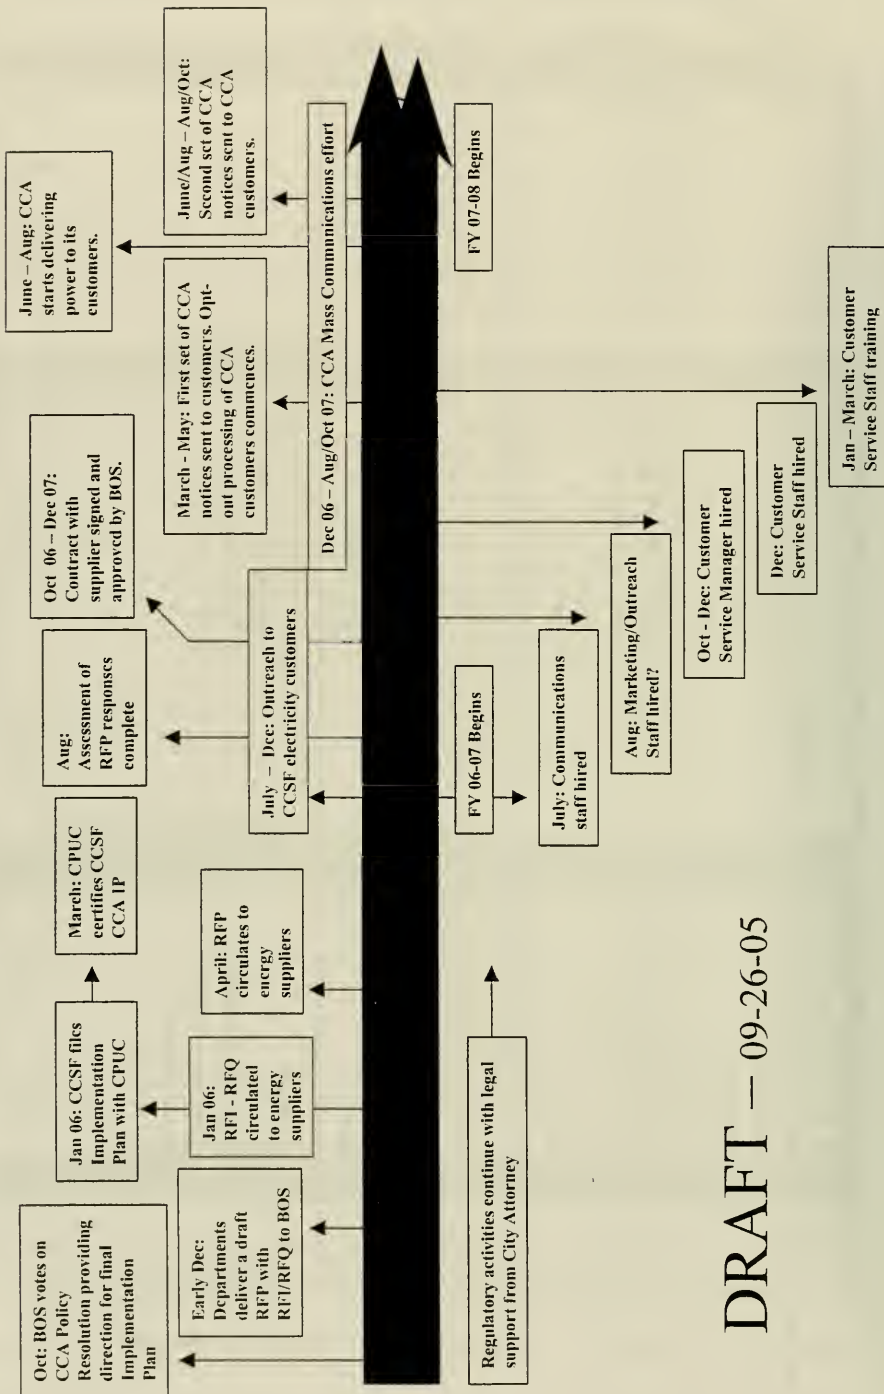 Oct: BOS votes on
CCA Policy
Resolution providing
direction for final
Implementation
Plan
Early Dec:
Departments
deliver a draft
RFP with
RFI/RFQ to BOS
Jan 06: CCSF files
Implementation
Plan with CPUC
Jan 06:
RFI - RFQ
circulated
to energy
suppliers
March: CPUC
certifies CCSF
CCA IP
April: RFP
circulates to
energy
suppliers
Aug:
Assessment of
RFP responses
complete
July – Dec: Outreach to
CCSF electricity customers
Oct 06 – Dec 07:
Contract with
supplier signed and
approved by BOS.
March - May: First set of CCA
notices sent to customers. Opt-
out processing of CCA
customers commences.
Dec 06 – Aug/Oct 07: CCA Mass Communications effort
June – Aug: CCA
starts delivering
power to its
customers.
June/Aug – Aug/Oct:
Second set of CCA
notices sent to CCA
customers.
Regulatory activities continue with legal
support from City Attorney
FY 06-07 Begins
July: Communications
staff hired
Aug: Marketing/Outreach
Staff hired?
Oct - Dec: Customer
Service Manager hired
Dec: Customer
Service Staff hired
Jan – March: Customer
Service Staff training
FY 07-08 Begins
DRAFT — 09-26-05